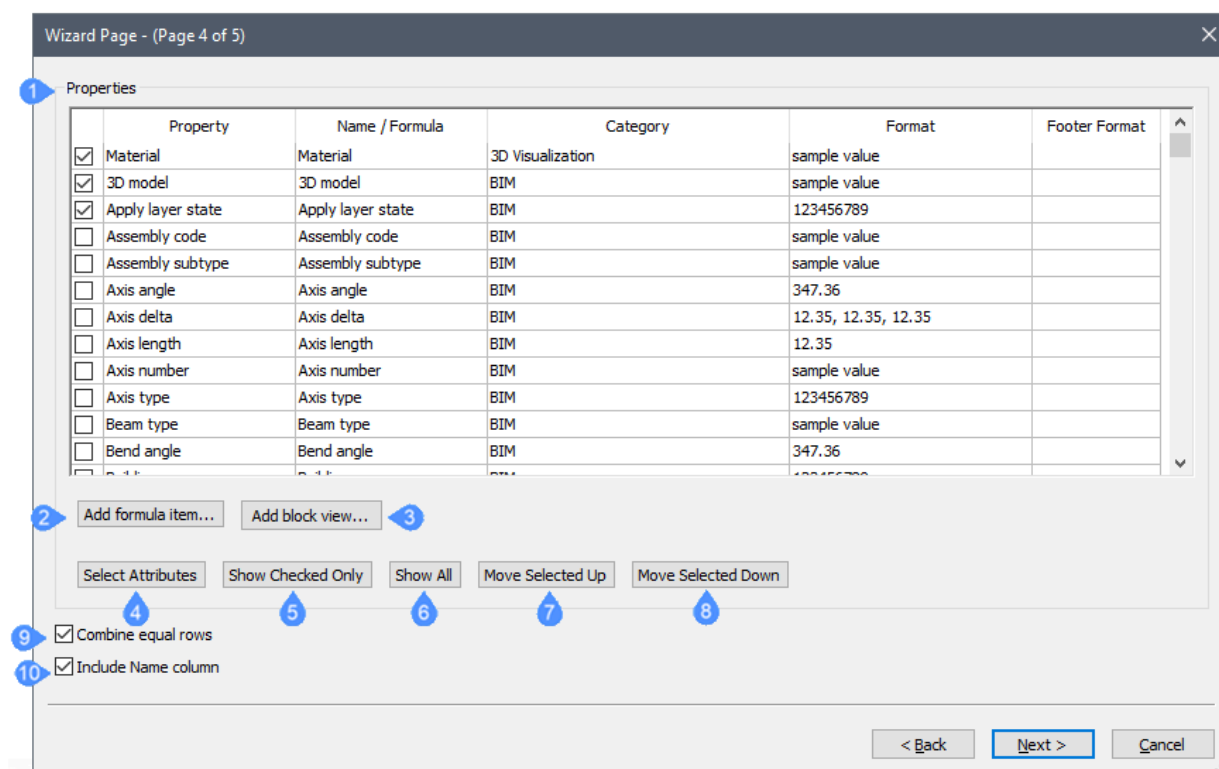 Wizard Page - (Page 4 of 5)
1 Properties
Property Name / Formula Category Format Footer Format
Material Material 3D Visualization sample value
3D model 3D model BIM sample value
Apply layer state Apply layer state BIM 123456789
Assembly code Assembly code BIM sample value
Assembly subtype Assembly subtype BIM sample value
Axis angle Axis angle BIM 347.36
Axis delta Axis delta BIM 12.35, 12.35, 12.35
Axis length Axis length BIM 12.35
Axis number Axis number BIM sample value
Axis type Axis type BIM 123456789
Beam type Beam type BIM sample value
Bend angle Bend angle BIM 347.36
2 Add formula item... Add block view... 3
Select Attributes Show Checked Only Show All Move Selected Up Move Selected Down
4 5 6 7 8
9 Combine equal rows
10 Include Name column
< Back Next > Cancel